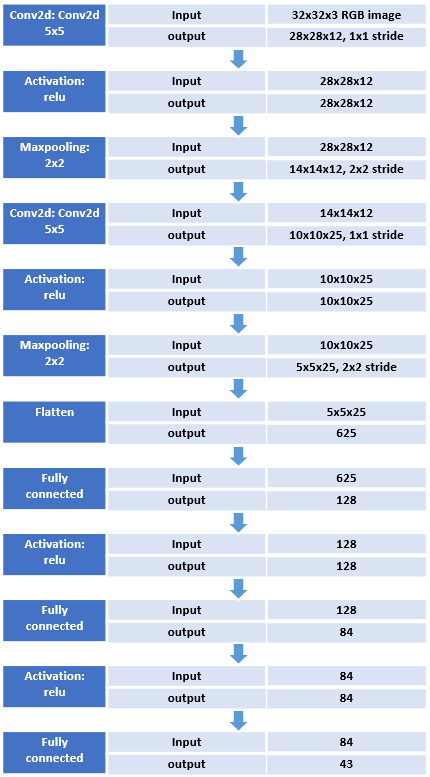 Conv2d: Conv2d 5x5
Input 32x32x3 RGB image
output 28x28x12, 1x1 stride
Activation: relu
Input 28x28x12
output 28x28x12
Maxpooling: 2x2
Input 28x28x12
output 14x14x12, 2x2 stride
Conv2d: Conv2d 5x5
Input 14x14x12
output 10x10x25, 1x1 stride
Activation: relu
Input 10x10x25
output 10x10x25
Maxpooling: 2x2
Input 10x10x25
output 5x5x25, 2x2 stride
Flatten
Input 5x5x25
output 625
Fully connected
Input 625
output 128
Activation: relu
Input 128
output 128
Fully connected
Input 128
output 84
Activation: relu
Input 84
output 84
Fully connected
Input 84
output 43